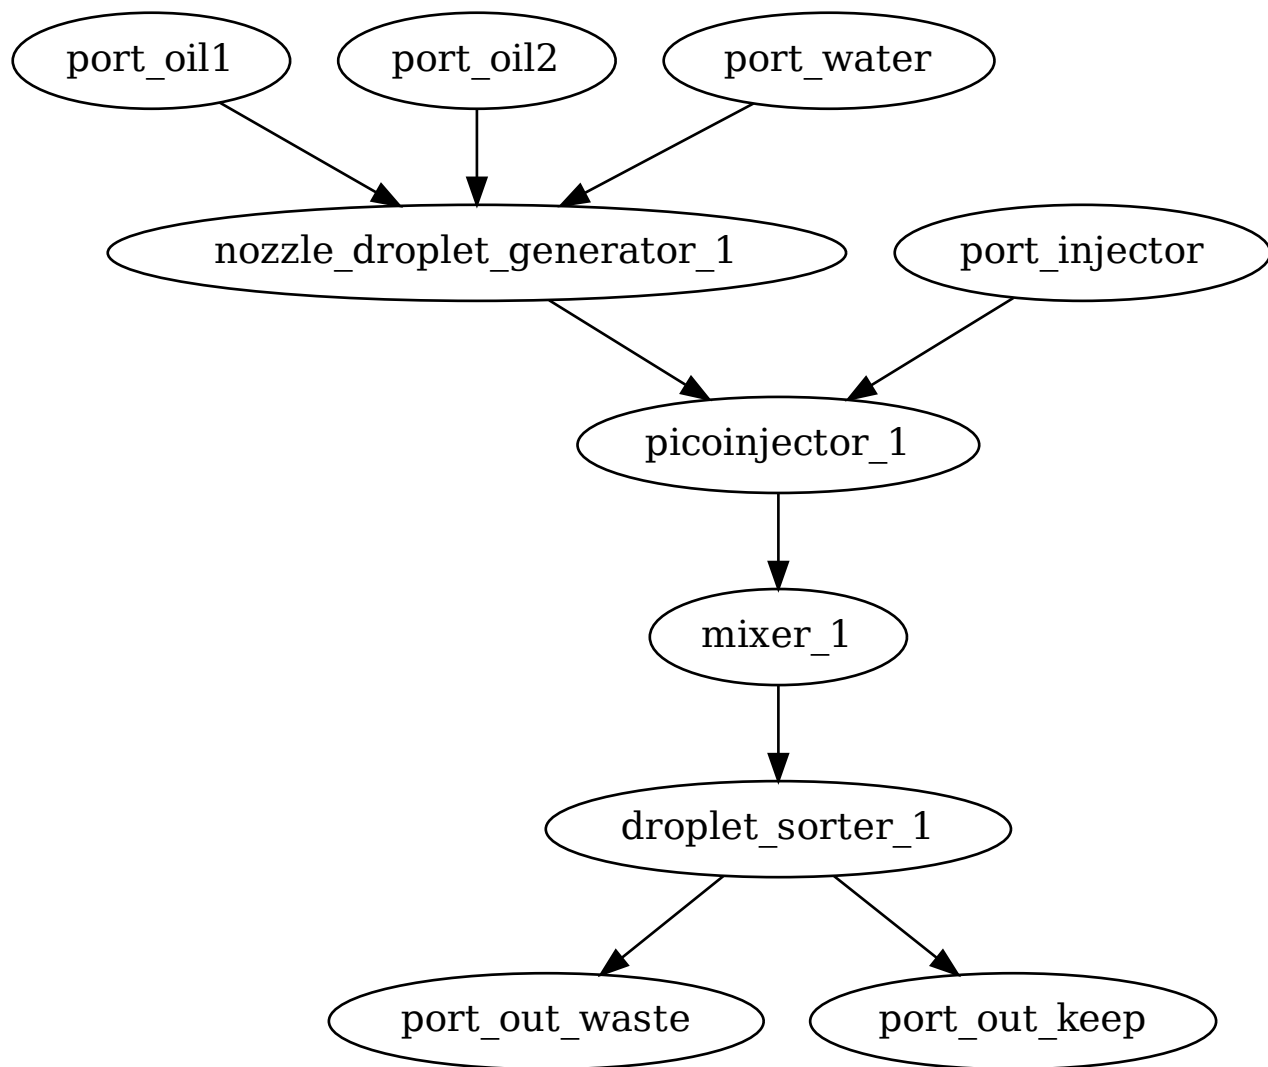 port_oil1
port_oil2
port_water
nozzle_droplet_generator_1
port_injector
picoinjector_1
mixer_1
droplet_sorter_1
port_out_waste
port_out_keep